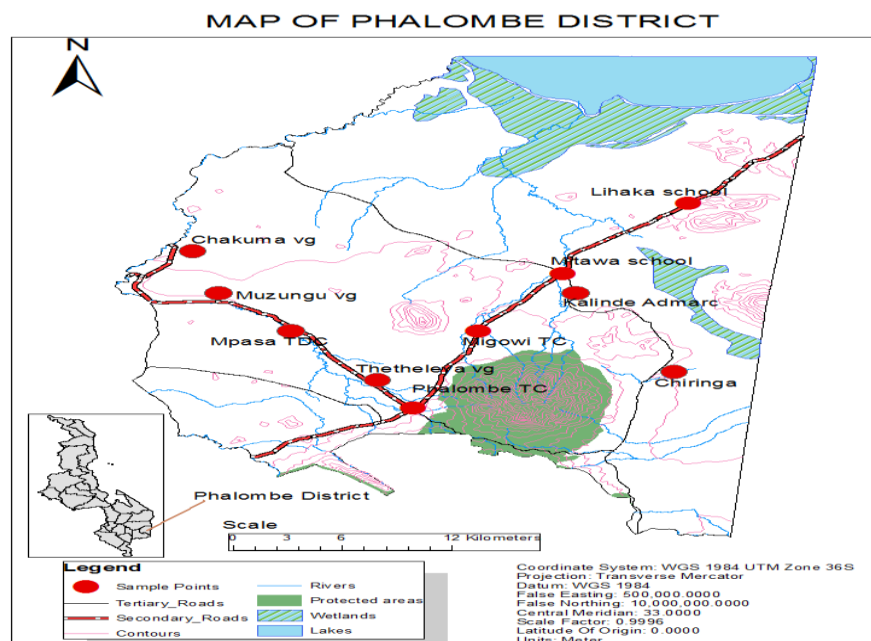 MAP OF PHALOMBE DISTRICT
N
Lihaka school
Chakuma vg
Mitawa school
Muzungu vg
Kalinde Admarc
Mpasa TDC
Migowi TC
Thetheleya vg
Chiringa
Phalombe TC
Phalombe District
Scale
0 3 6 12 Kilometers
Legend
Sample Points
Tertiary_Roads
Secondary_Roads
Contours
Rivers
Protected areas
Wetlands
Lakes
Coordinate System: WGS 1984 UTM Zone 36S
Projection: Transverse Mercator
Datum: WGS 1984
False Easting: 500,000.0000
False Northing: 10,000,000.0000
Central Meridian: 33.0000
Scale Factor: 0.9996
Latitude Of Origin: 0.0000
Units: Meter